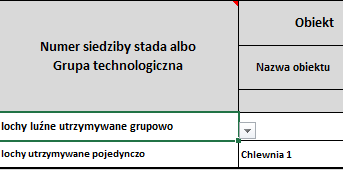 Numer siedziby stada albo
Grupa technologiczna
Obiekt
Nazwa obiektu
lochy luźne utrzymywane grupowo
lochy utrzymywane pojedynczo
Chlewnia 1